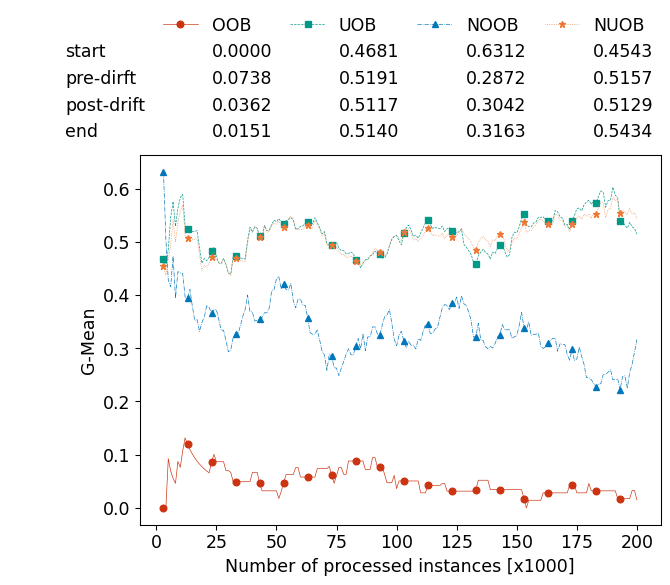 OOB UOB NOOB NUOB
start 0.0000 0.4681 0.6312 0.4543
pre-dirft 0.0738 0.5191 0.2872 0.5157
post-drift 0.0362 0.5117 0.3042 0.5129
end 0.0151 0.5140 0.3163 0.5434
0.6
0.5
0.4
0.3
0.2
0.1
0.0
G-Mean
0 25 50 75 100 125 150 175 200
Number of processed instances [x1000]